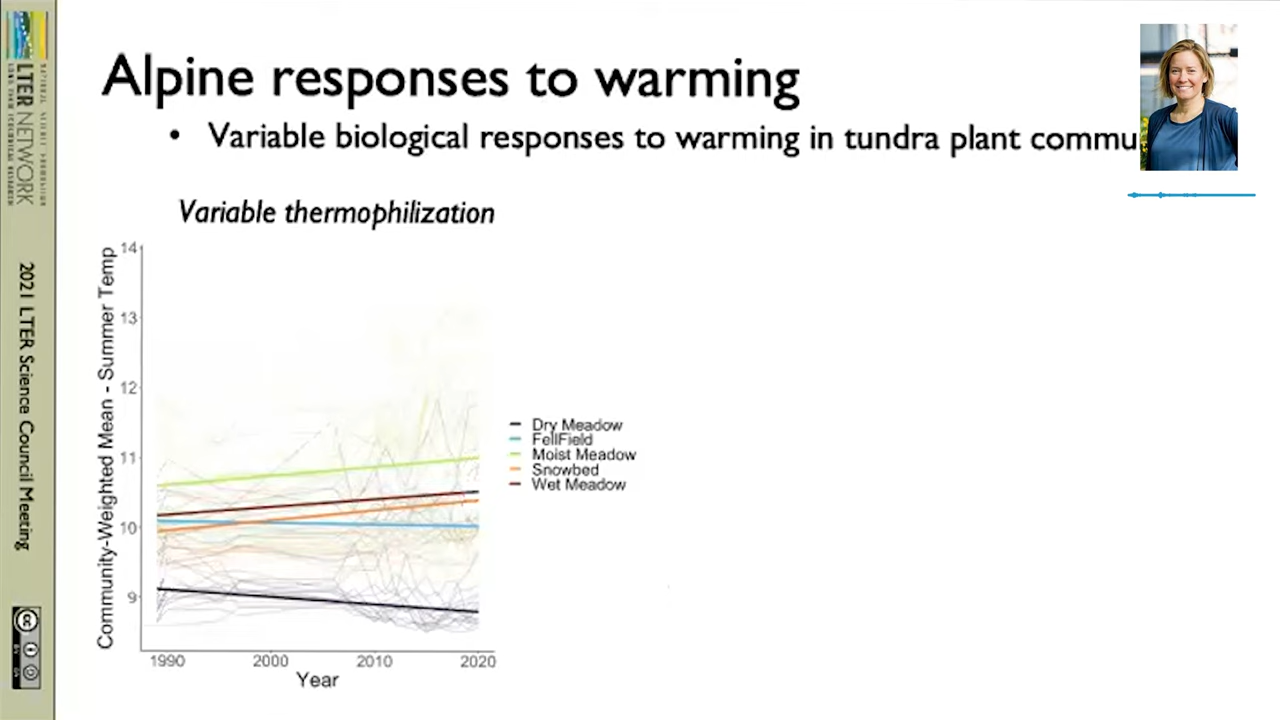 Alpine responses to warming
• Variable biological responses to warming in tundra plant commu
Variable thermophilization
Community-Weighted Mean - Summer Temp
14
13
12
11
10
9
1990 2000 2010 2020
Year
Dry Meadow
FellField
Moist Meadow
Snowbed
Wet Meadow
LTER NETWORK
2021 LTER Science Council Meeting
cc